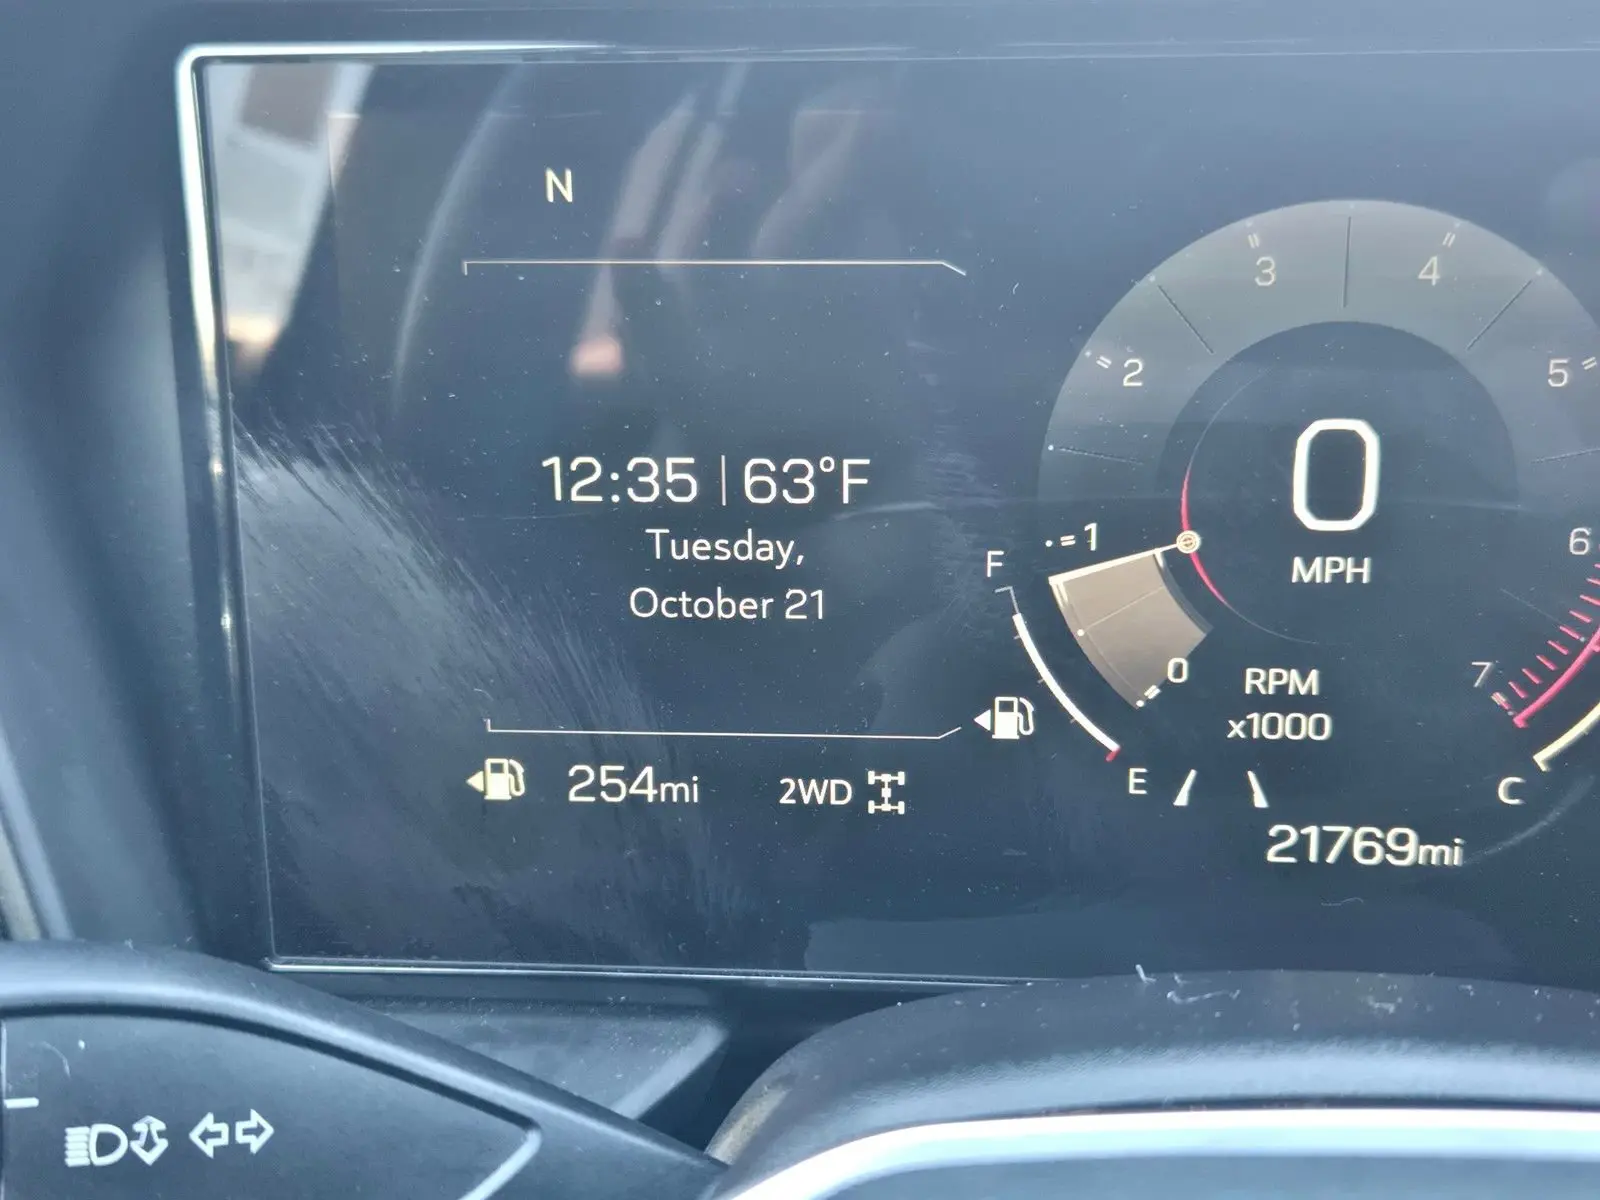 N
3 4
2 5
12:35 | 63°F
0
MPH
Tuesday,
October 21
F
1
6
0
7
RPM
x1000
254mi
2WD
E
C
21769mi